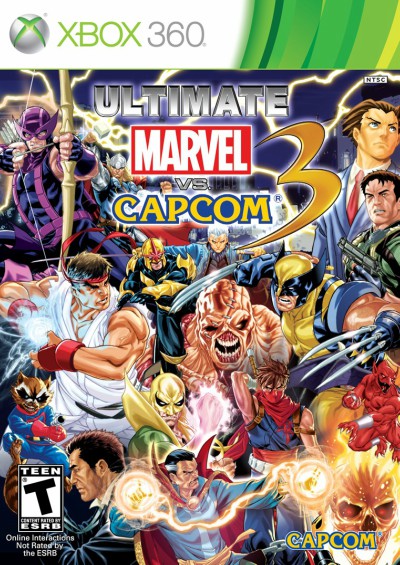 XBOX 360
NTSC
ULTIMATE
MARVEL
VS.
CAPCOM® 3
TEEN
T
CONTENT RATED BY
ESRB
Online Interactions
Not Rated by
the ESRB
CAPCOM